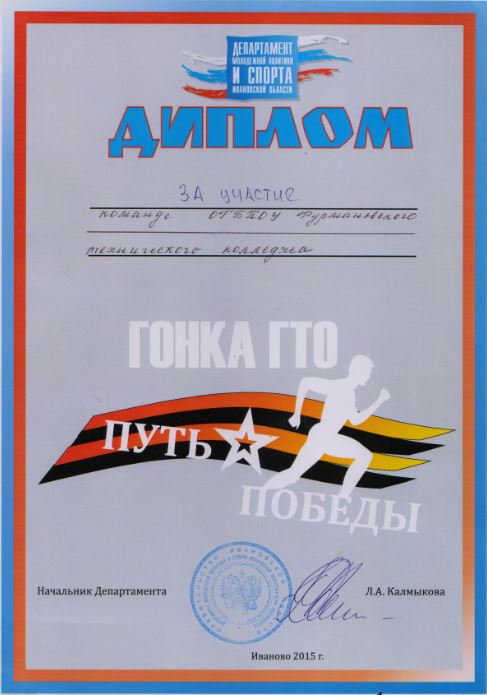 ДЕПАРТАМЕНТ
МОЛОДЕЖНОЙ ПОЛИТИКИ
И СПОРТА
ИВАНОВСКОЙ ОБЛАСТИ
ДИПЛОМ
ЗА УЧАСТИЕ
команде ОГБПОУ Фурмановского
технического колледжа
ГОНКА ГТО
ПУТЬ
ПОБЕДЫ
Начальник Департамента
Л.А. Калмыкова
Иваново 2015 г.